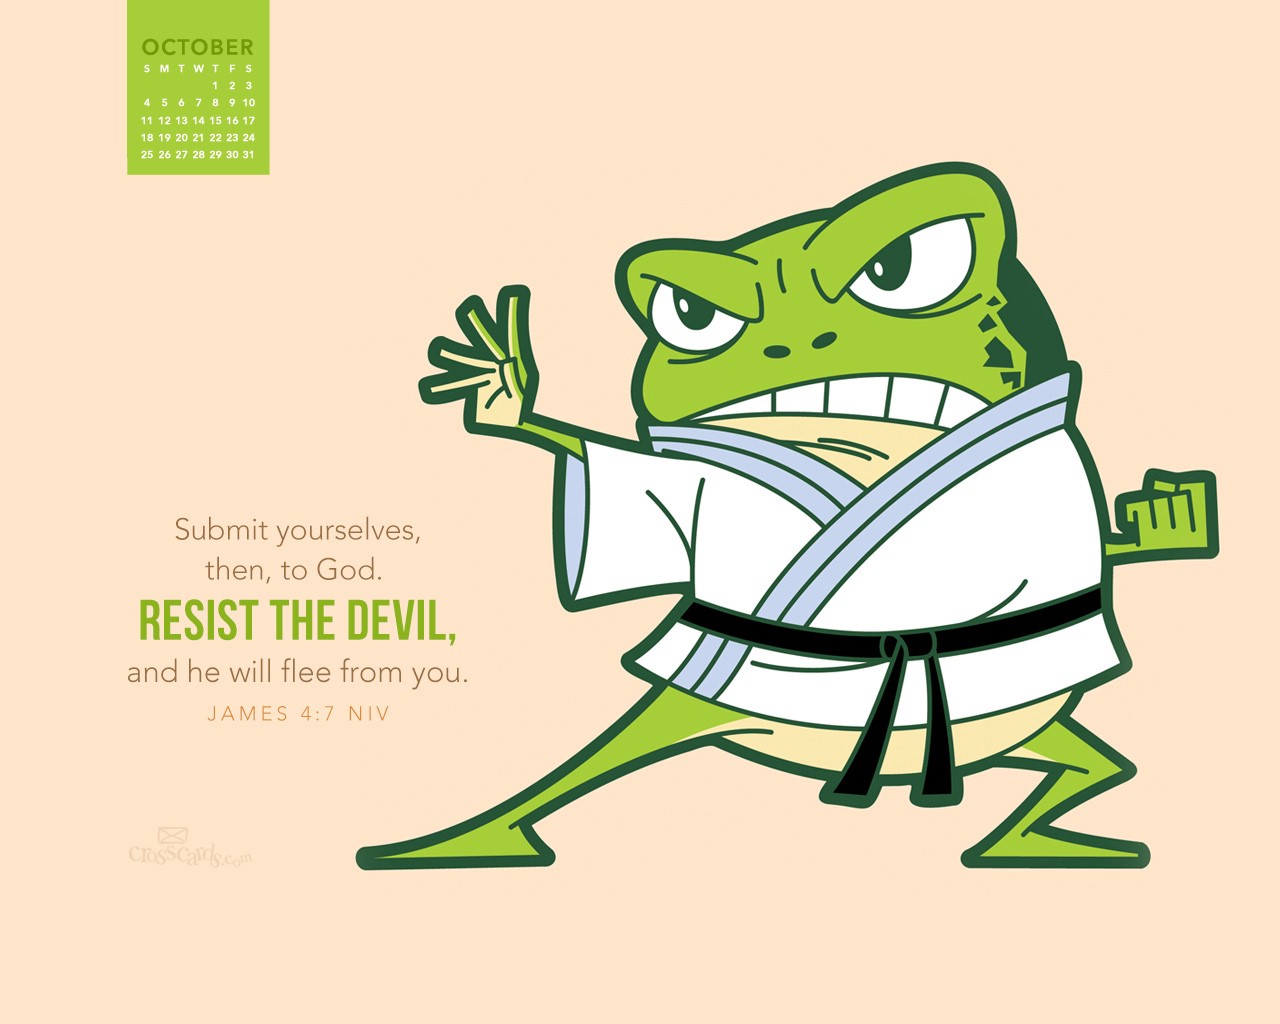 OCTOBER
S M T W T F S
1 2 3
4 5 6 7 8 9 10
11 12 13 14 15 16 17
18 19 20 21 22 23 24
25 26 27 28 29 30 31
Submit yourselves,
then, to God.
RESIST THE DEVIL,
and he will flee from you.
JAMES 4:7 NIV
crosscards.com